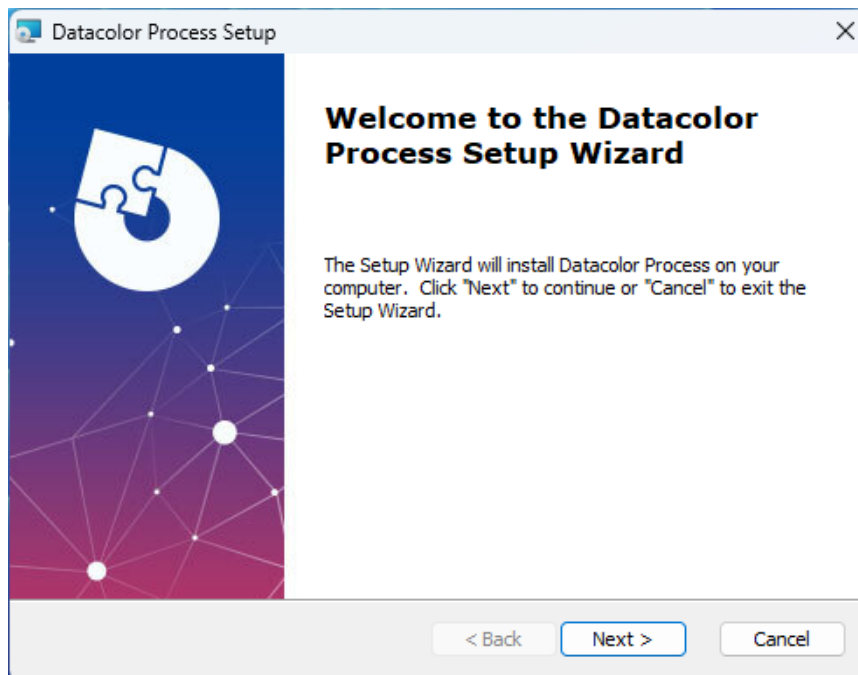 Datacolor Process Setup
Welcome to the Datacolor
Process Setup Wizard
The Setup Wizard will install Datacolor Process on your
computer.  Click "Next" to continue or "Cancel" to exit the
Setup Wizard.
< Back Next > Cancel